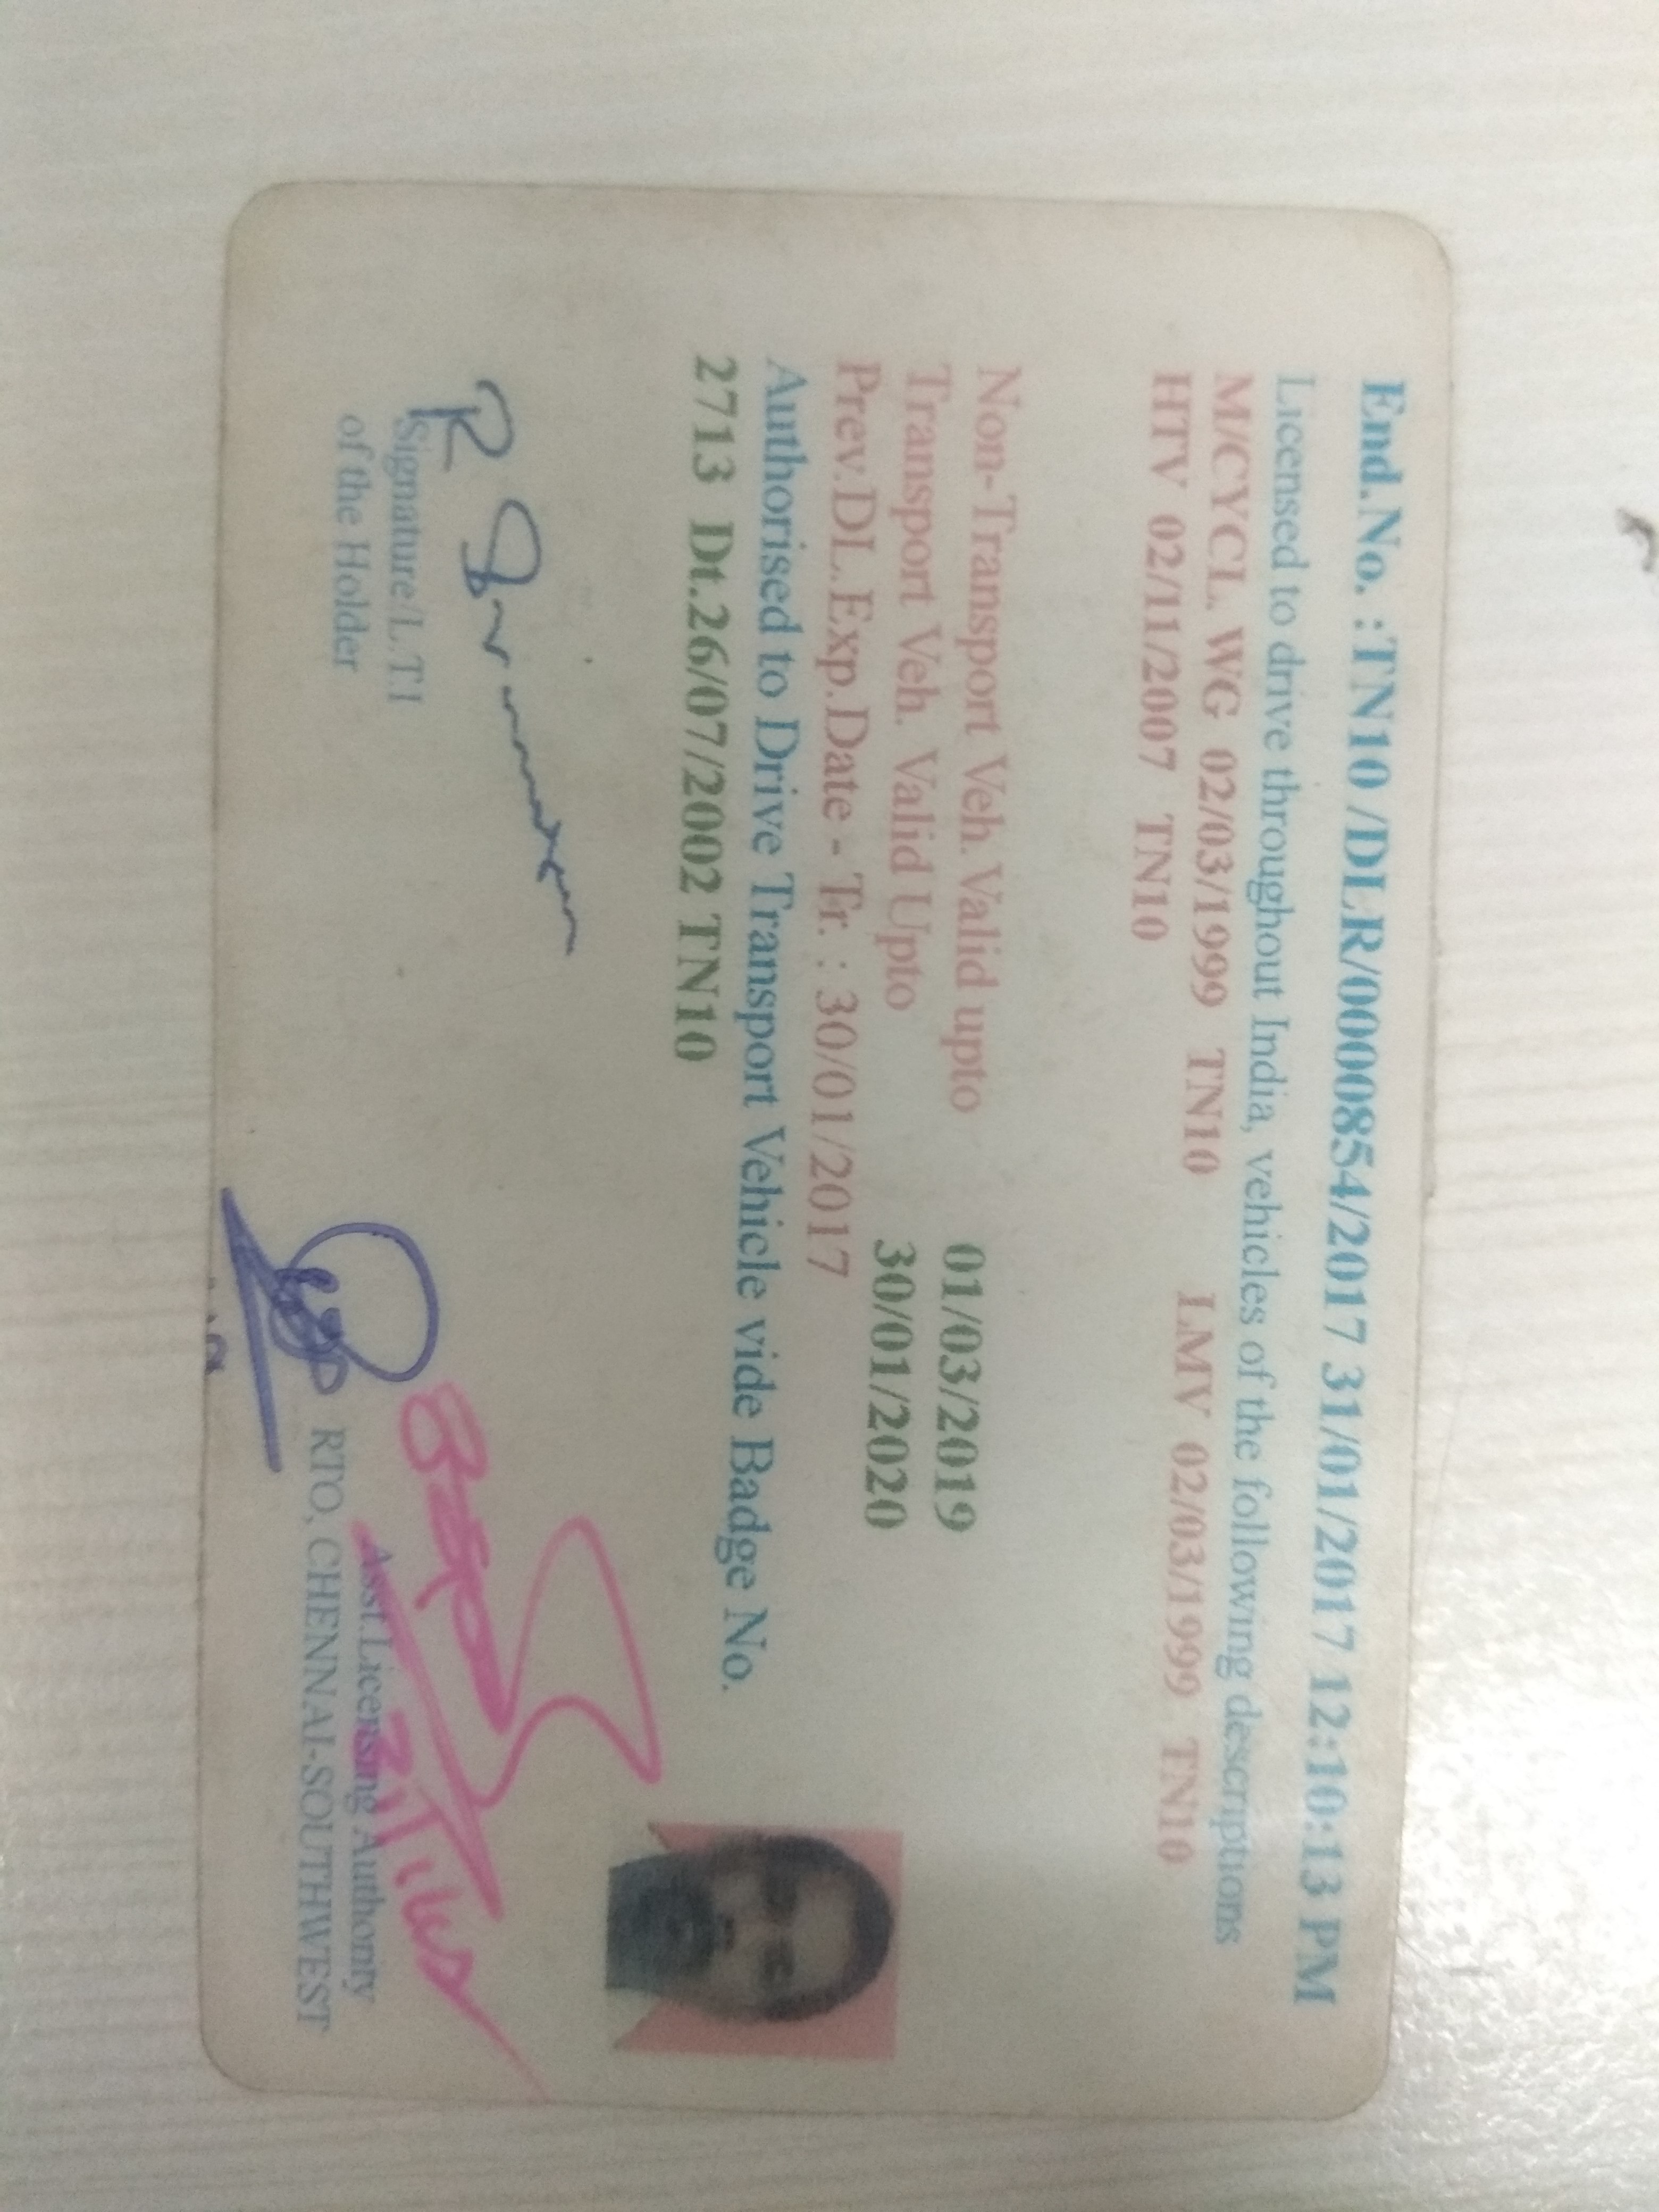 End.No. :TN10 /DLR/0000854/2017 31/01/2017 12:10:13 PM
Licensed to drive throughout India, vehicles of the following descriptions
M/CYCL. WG 02/03/1999 TN10 LMV 02/03/1999 TN10
HTV 02/11/2007 TN10
Non-Transport Veh. Valid upto 01/03/2019
Transport Veh. Valid Upto 30/01/2020
Prev.DL.Exp.Date - Tr. : 30/01/2017
Authorised to Drive Transport Vehicle vide Badge No.
2713 Dt.26/07/2002 TN10
Signature/L.T.I
of the Holder
Asst.Licensing Authority
RTO, CHENNAI-SOUTHWEST